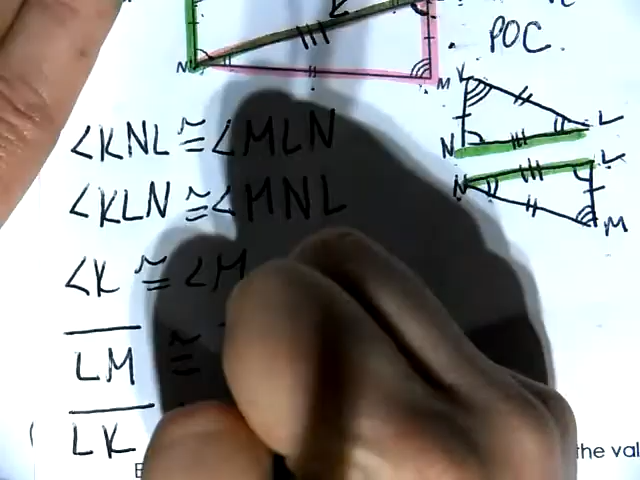 POC.
N
M
K
L
N
∠KNL ≅ ∠MLN
L
N
∠KLN ≅ ∠MNL
M
∠K ≅ ∠M
LM ≅
LK
the val